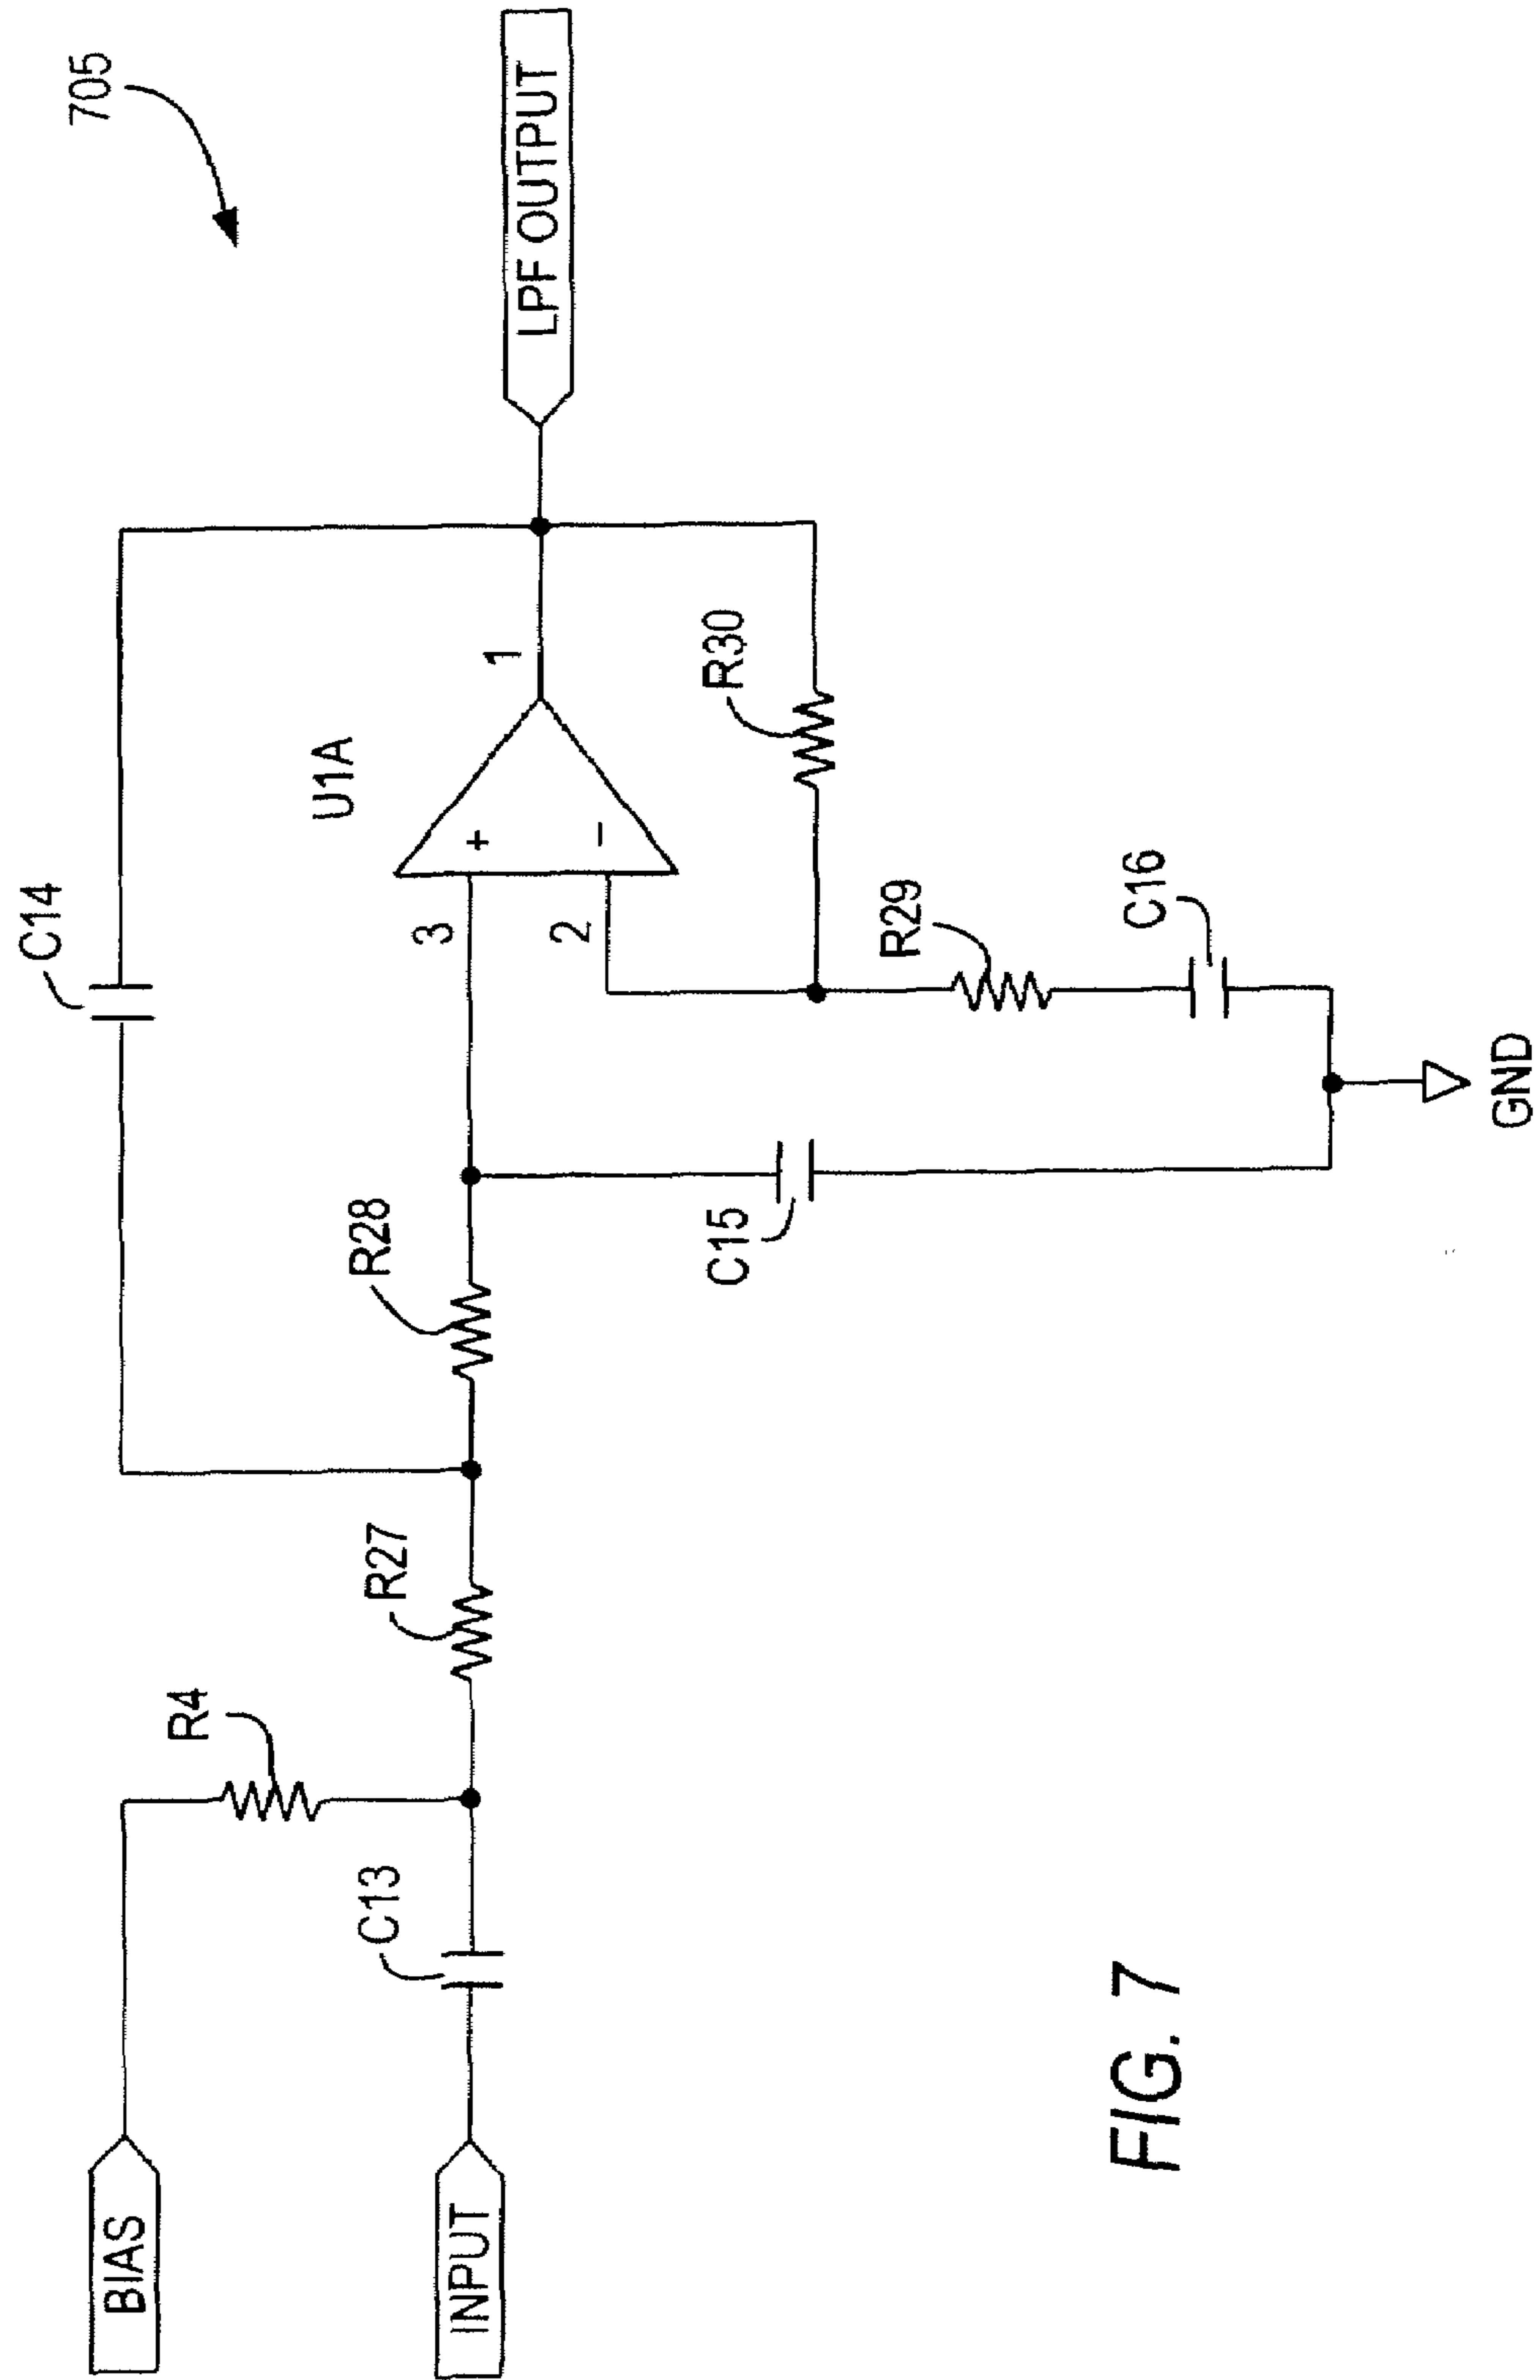 705
C14
U1A
LPF OUTPUT
1
3
+
2
−
R30
R28
R29
C16
C15
GND
BIAS
R4
R27
C13
INPUT
FIG. 7